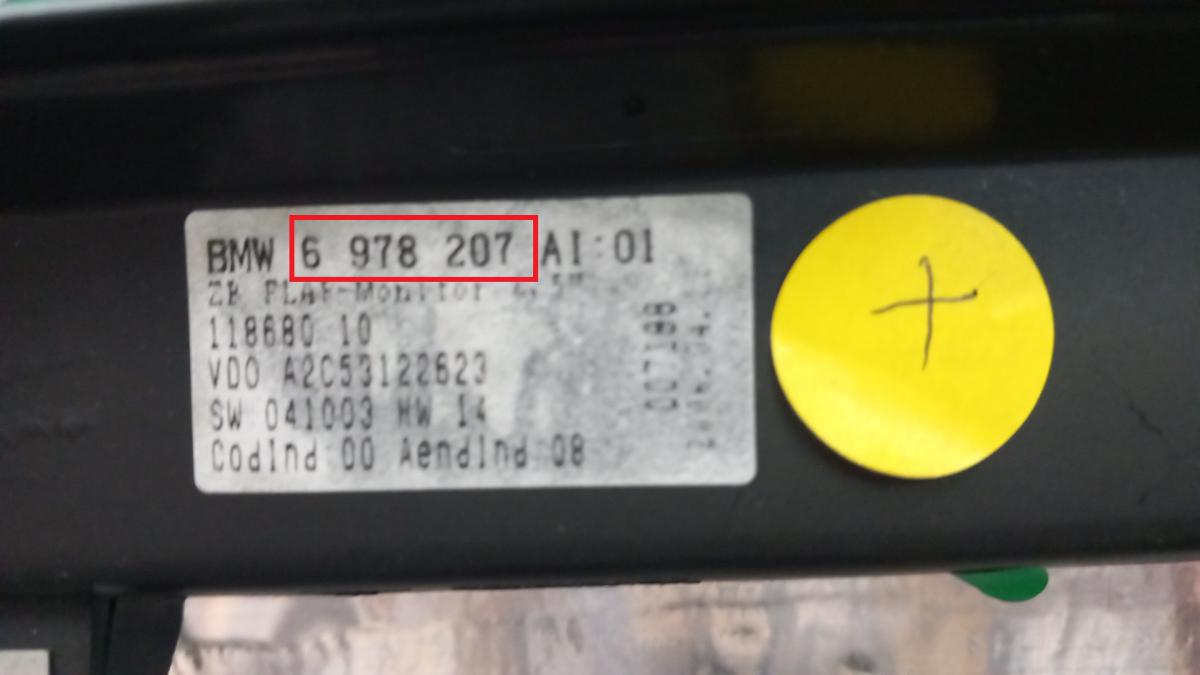 BMW 6 978 207 AI:01
118680 10
VDO A2C53122623
SW 041003 HW 14
CodInd 00 AendInd 08